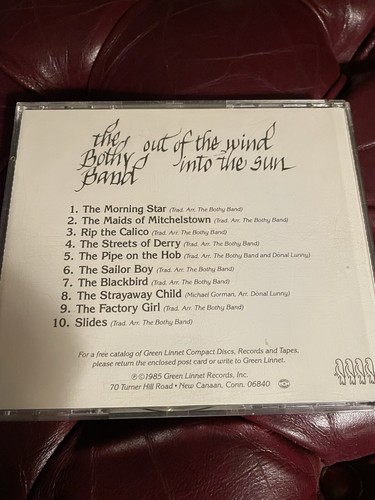 the Bothy Band
out of the wind
into the sun
1. The Morning Star (Trad. Arr. The Bothy Band)
2. The Maids of Mitchelstown (Trad. Arr. The Bothy Band)
3. Rip the Calico (Trad. Arr. The Bothy Band)
4. The Streets of Derry (Trad. Arr. The Bothy Band)
5. The Pipe on the Hob (Trad. Arr. The Bothy Band and Dónal Lunny)
6. The Sailor Boy (Trad. Arr. The Bothy Band)
7. The Blackbird (Trad. Arr. The Bothy Band)
8. The Strayaway Child (Michael Gorman, Arr. Dónal Lunny)
9. The Factory Girl (Trad. Arr. The Bothy Band)
10. Slides (Trad. Arr. The Bothy Band)
For a free catalog of Green Linnet Compact Discs, Records and Tapes,
please return the enclosed post card or write to Green Linnet.
℗©1985 Green Linnet Records, Inc.
70 Turner Hill Road • New Canaan, Conn. 06840